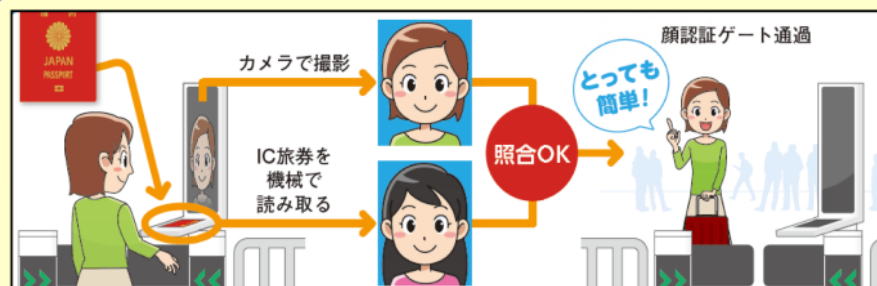 JAPAN
PASSPORT
カメラで撮影
IC旅券を
機械で
読み取る
照合OK
とっても
簡単!
顔認証ゲート通過